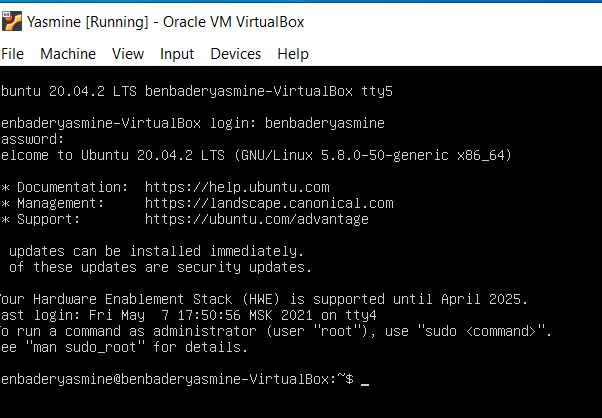 Yasmine [Running] - Oracle VM VirtualBox
File Machine View Input Devices Help
buntu 20.04.2 LTS benbaderyasmine-VirtualBox tty5
enbaderyasmine-VirtualBox login: benbaderyasmine
assword:
elcome to Ubuntu 20.04.2 LTS (GNU/Linux 5.8.0-50-generic x86_64)
* Documentation:  https://help.ubuntu.com
* Management:     https://landscape.canonical.com
* Support:        https://ubuntu.com/advantage
updates can be installed immediately.
of these updates are security updates.
Your Hardware Enablement Stack (HWE) is supported until April 2025.
ast login: Fri May  7 17:50:56 MSK 2021 on tty4
To run a command as administrator (user "root"), use "sudo <command>".
ee "man sudo_root" for details.
enbaderyasmine@benbaderyasmine-VirtualBox:~$ _